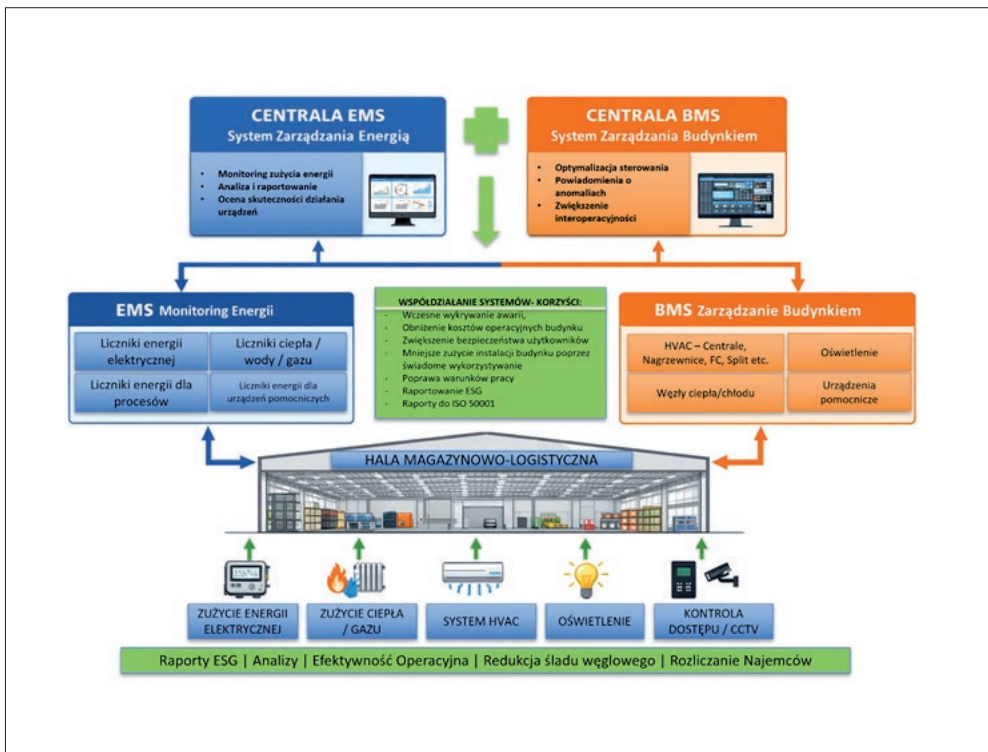 CENTRALA EMS
System Zarządzania Energią
• Monitoring zużycia energii
• Analiza i raportowanie
• Ocena skuteczności działania
urządzeń
CENTRALA BMS
System Zarządzania Budynkiem
• Optymalizacja sterowania
• Powiadomienia o
anomaliach
• Zwiększenie
interoperacyjności
EMS Monitoring Energii
Liczniki energii
elektrycznej
Liczniki ciepła /
wody / gazu
Liczniki energii dla
procesów
Liczniki energii dla
urządzeń pomocniczych
WSPÓŁDZIAŁANIE SYSTEMÓW- KORZYŚCI:
- Wczesne wykrywanie awarii,
- Obniżenie kosztów operacyjnych budynku
- Zwiększenie bezpieczeństwa użytkowników
- Mniejsze zużycie instalacji budynku poprzez
świadome wykorzystywanie
- Poprawa warunków pracy
- Raportowanie ESG
- Raporty do ISO 50001
BMS Zarządzanie Budynkiem
HVAC – Centrale,
Nagrzewnice, FC, Split etc.
Oświetlenie
Węzły ciepła/chłodu
Urządzenia
pomocnicze
HALA MAGAZYNOWO-LOGISTYCZNA
ZUŻYCIE ENERGII
ELEKTRYCZNEJ
ZUŻYCIE CIEPŁA
/ GAZU
SYSTEM HVAC
OŚWIETLENIE
KONTROLA
DOSTĘPU / CCTV
Raporty ESG | Analizy | Efektywność Operacyjna | Redukcja śladu węglowego | Rozliczanie Najemców